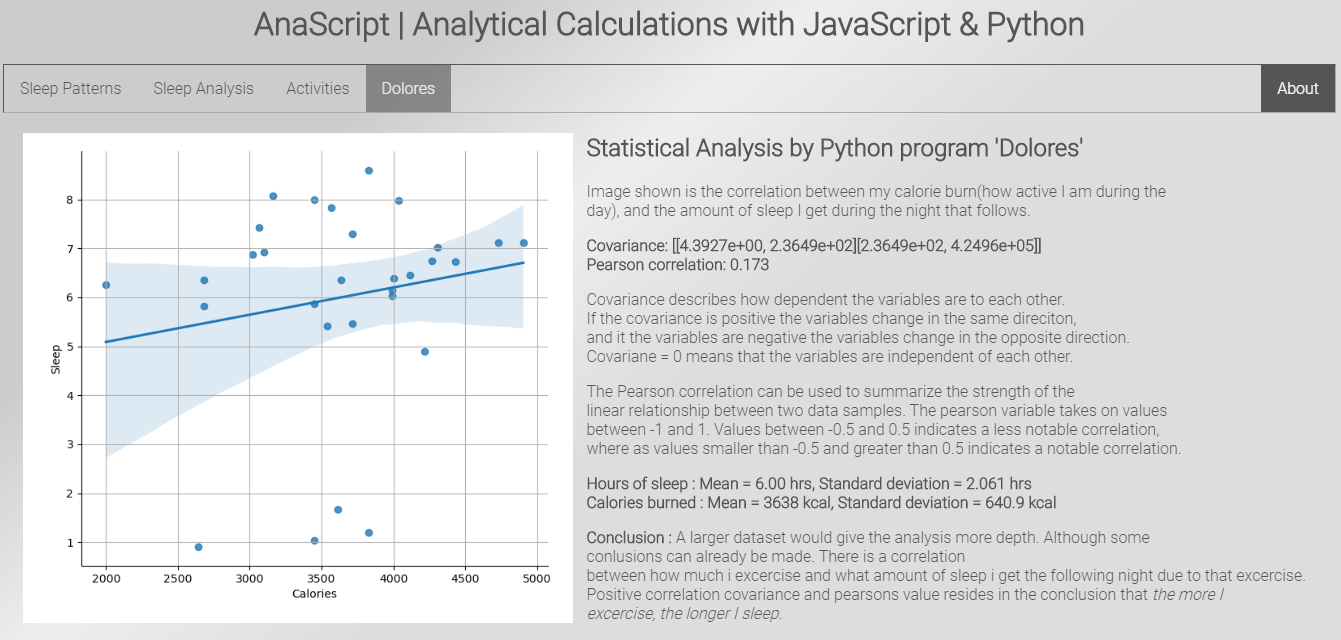 AnaScript | Analytical Calculations with JavaScript & Python
Sleep Patterns
Sleep Analysis
Activities
Dolores
About
8
7
6
5
4
3
2
1
Sleep
2000
2500
3000
3500
4000
4500
5000
Calories
Statistical Analysis by Python program 'Dolores'
Image shown is the correlation between my calorie burn(how active I am during the
day), and the amount of sleep I get during the night that follows.
Covariance: [[4.3927e+00, 2.3649e+02][2.3649e+02, 4.2496e+05]]
Pearson correlation: 0.173
Covariance describes how dependent the variables are to each other.
If the covariance is positive the variables change in the same direciton,
and it the variables are negative the variables change in the opposite direction.
Covariane = 0 means that the variables are independent of each other.
The Pearson correlation can be used to summarize the strength of the
linear relationship between two data samples. The pearson variable takes on values
between -1 and 1. Values between -0.5 and 0.5 indicates a less notable correlation,
where as values smaller than -0.5 and greater than 0.5 indicates a notable correlation.
Hours of sleep : Mean = 6.00 hrs, Standard deviation = 2.061 hrs
Calories burned : Mean = 3638 kcal, Standard deviation = 640.9 kcal
Conclusion : A larger dataset would give the analysis more depth. Although some
conlusions can already be made. There is a correlation
between how much i excercise and what amount of sleep i get the following night due to that excercise.
Positive correlation covariance and pearsons value resides in the conclusion that the more I
excercise, the longer I sleep.